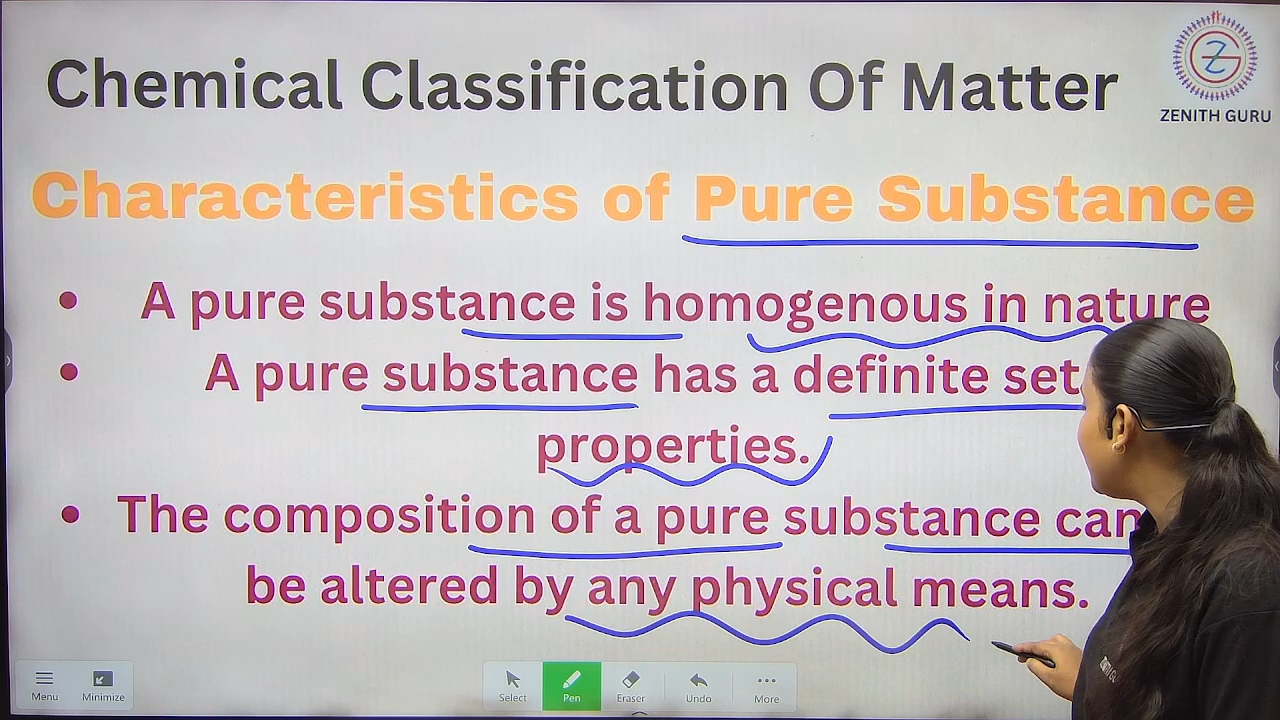 Chemical Classification Of Matter
ZENITH GURU
Characteristics of Pure Substance
• A pure substance is homogenous in nature
• A pure substance has a definite set
properties.
• The composition of a pure substance can
be altered by any physical means.
Menu
Minimize
Select
Pen
Eraser
Undo
More